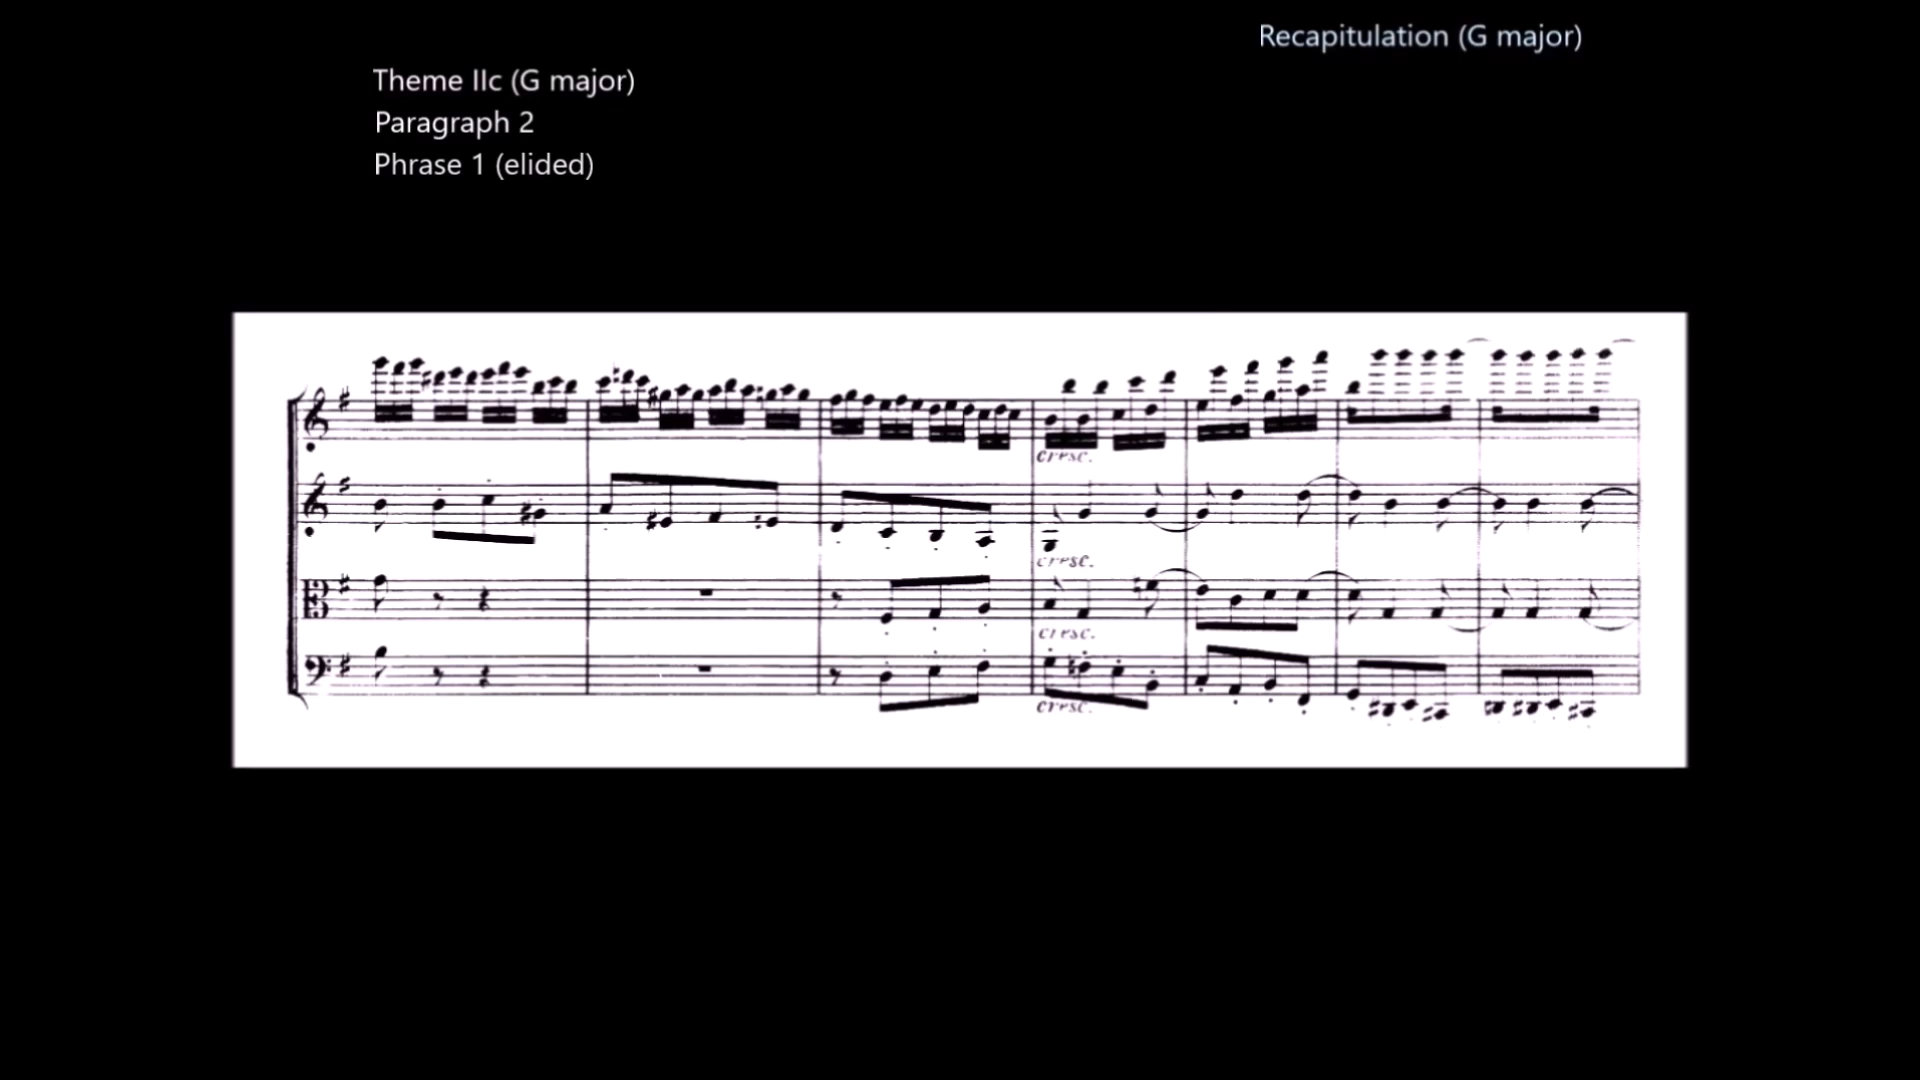 Recapitulation (G major)
Theme IIc (G major)
Paragraph 2
Phrase 1 (elided)
cresc.
cresc.
cresc.
cresc.